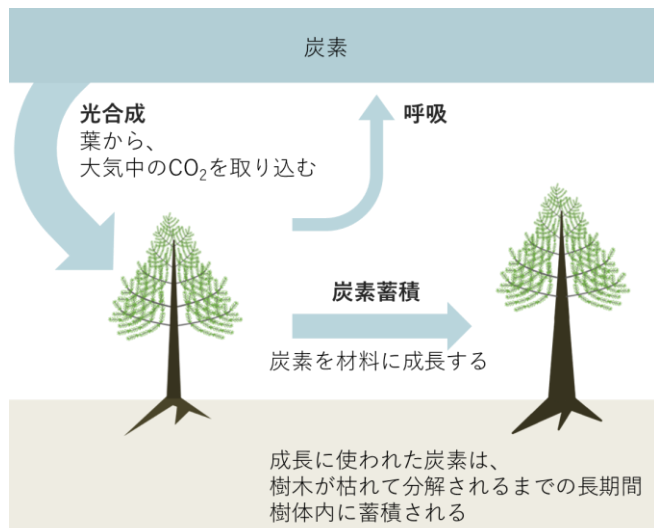 炭素
光合成
葉から、
大気中のCO₂を取り込む
呼吸
炭素蓄積
炭素を材料に成長する
成長に使われた炭素は、
樹木が枯れて分解されるまでの長期間
樹体内に蓄積される